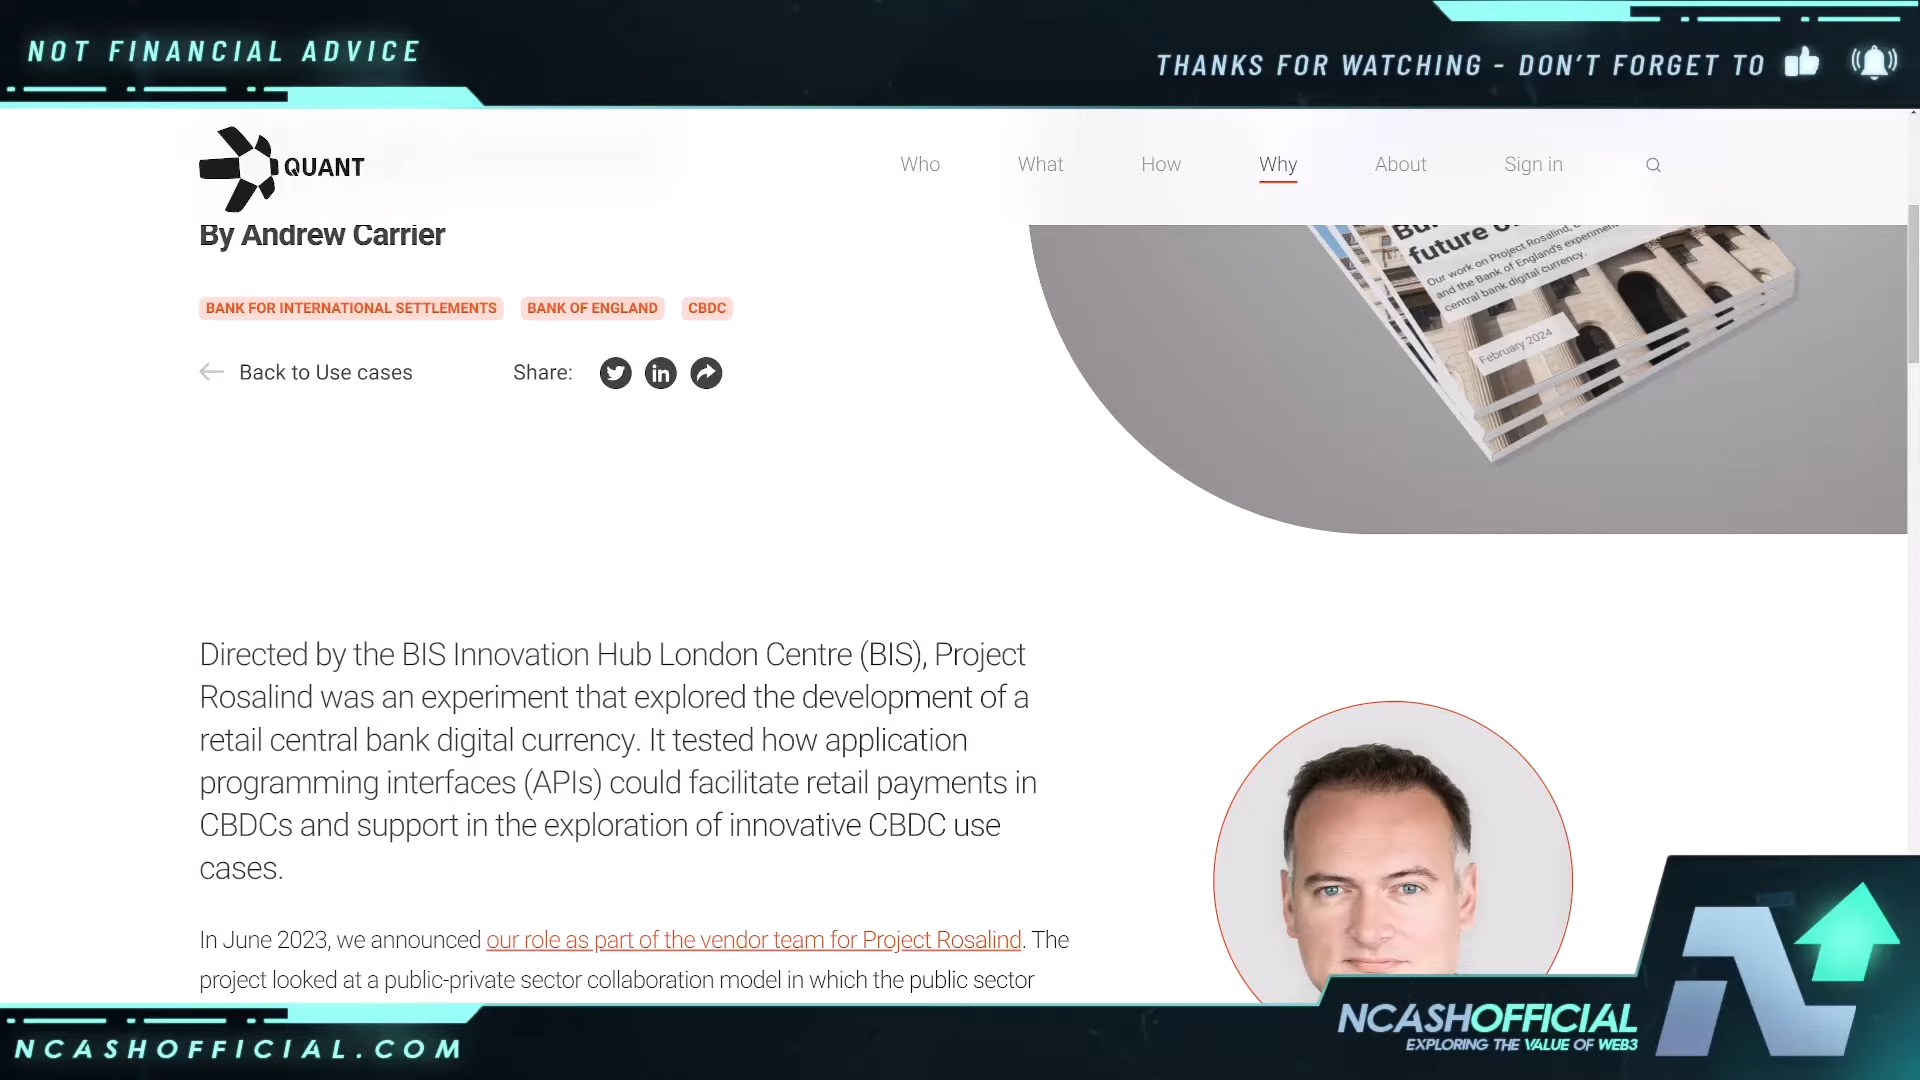 NOT FINANCIAL ADVICE
THANKS FOR WATCHING - DON'T FORGET TO
QUANT
Who What How Why About Sign in
By Andrew Carrier
BANK FOR INTERNATIONAL SETTLEMENTS BANK OF ENGLAND CBDC
Back to Use cases Share:
future
Our work on Project Rosalind,
and the Bank of England's experiment
central bank digital currency.
February 2024
Directed by the BIS Innovation Hub London Centre (BIS), Project
Rosalind was an experiment that explored the development of a
retail central bank digital currency. It tested how application
programming interfaces (APIs) could facilitate retail payments in
CBDCs and support in the exploration of innovative CBDC use
cases.
In June 2023, we announced our role as part of the vendor team for Project Rosalind. The
project looked at a public-private sector collaboration model in which the public sector
NCASHOFFICIAL
EXPLORING THE VALUE OF WEB3
NCASHOFFICIAL.COM